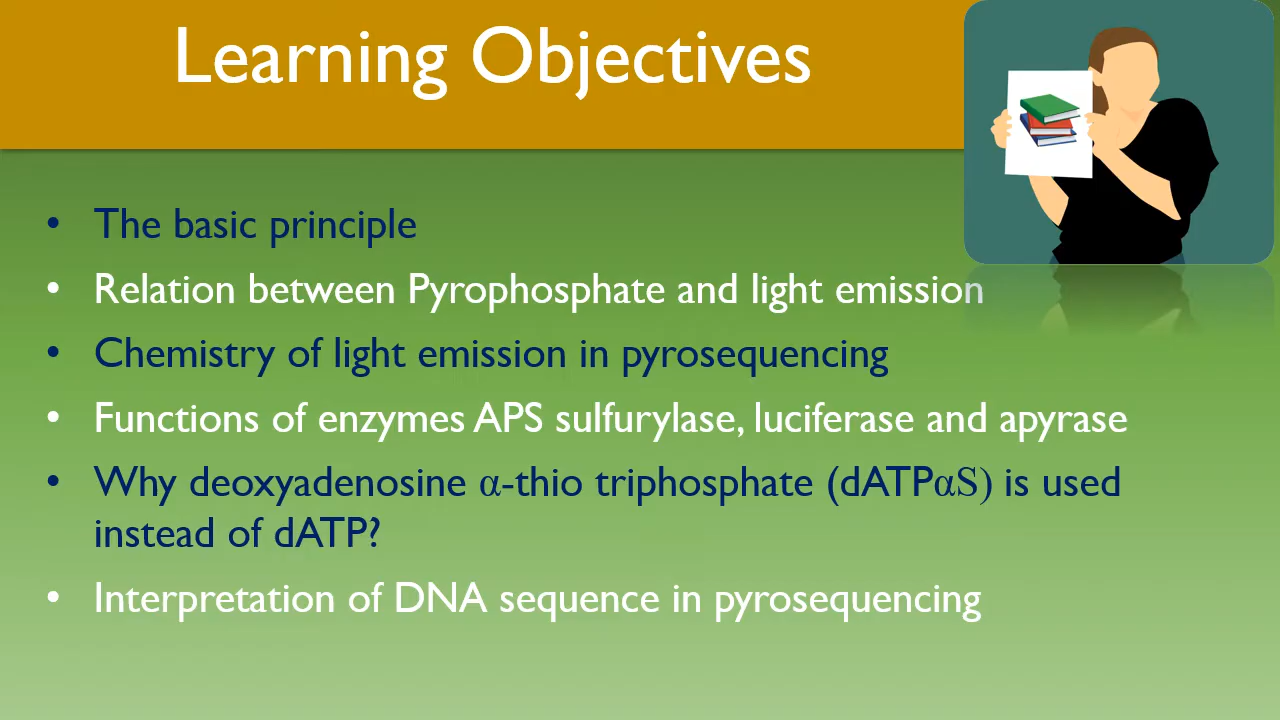 Learning Objectives
• The basic principle
• Relation between Pyrophosphate and light emission
• Chemistry of light emission in pyrosequencing
• Functions of enzymes APS sulfurylase, luciferase and apyrase
• Why deoxyadenosine α-thio triphosphate (dATPαS) is used
instead of dATP?
• Interpretation of DNA sequence in pyrosequencing